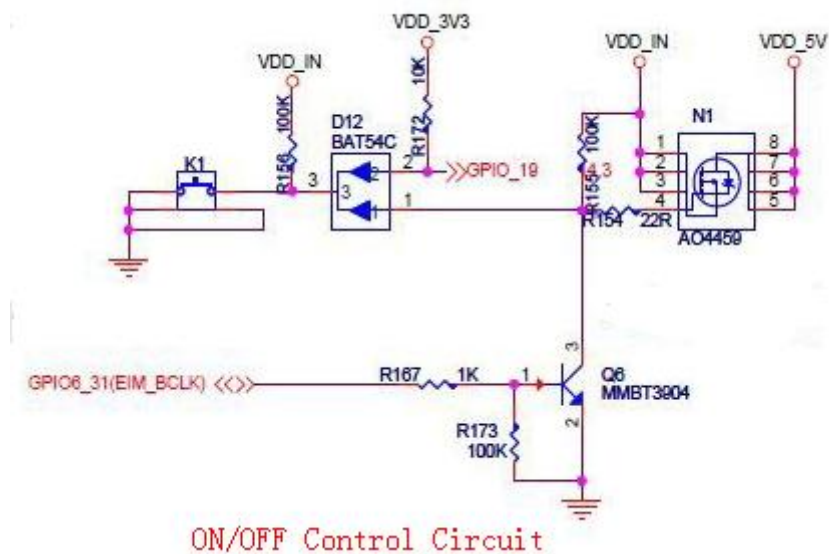 VDD_3V3
VDD_IN
VDD_IN
VDD_5V
10K
R172
100K
R156
D12
BAT54C
K1
3
3
2
2
GPIO_19
1
1
100K
R155
4.3
N1
1
2
3
4
8
7
6
5
R154
22R
AO4459
GPIO6_31(EIM_BCLK)
R167
1K
1
3
Q6
MMBT3904
2
R173
100K
ON/OFF Control Circuit